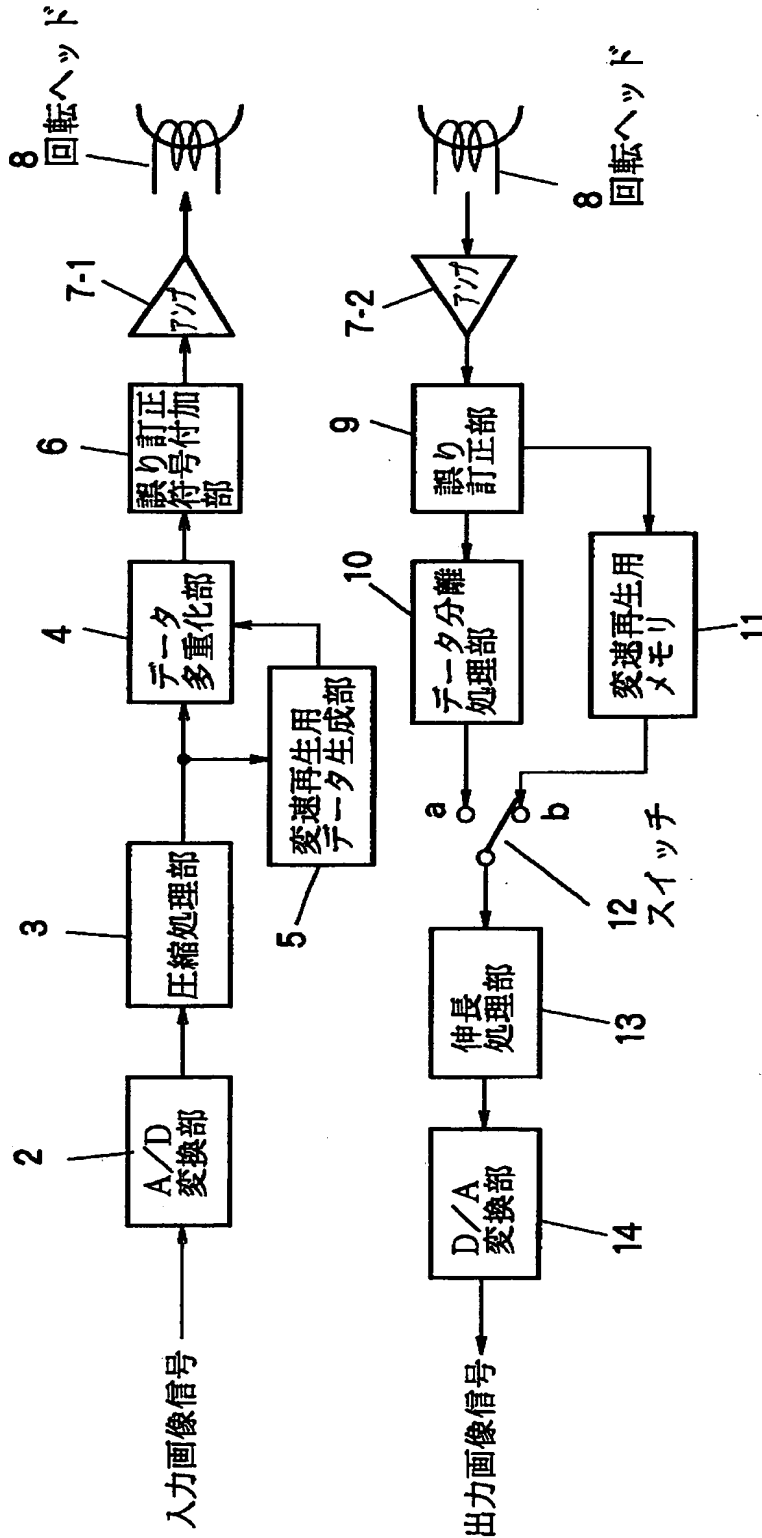 入力画像信号
2
A/D
変換部
3
圧縮処理部
4
データ
多重化部
5
変速再生用
データ生成部
6
誤り訂正
符号付加
部
7-1
アンプ
8
回転ヘッド
8
回転ヘッド
7-2
アンプ
9
誤り
訂正部
10
データ分離
処理部
11
変速再生用
メモリ
a
b
12
スイッチ
13
伸長
処理部
14
D/A
変換部
出力画像信号